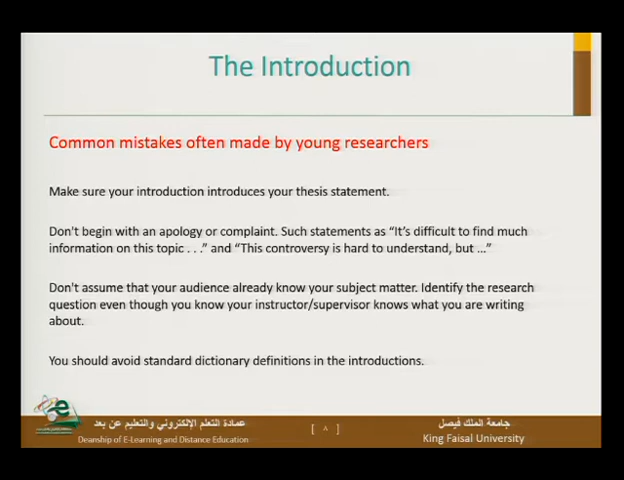 The Introduction
Common mistakes often made by young researchers
Make sure your introduction introduces your thesis statement.
Don't begin with an apology or complaint. Such statements as “It's difficult to find much
information on this topic . . .” and “This controversy is hard to understand, but ...”
Don't assume that your audience already know your subject matter. Identify the research
question even though you know your instructor/supervisor knows what you are writing
about.
You should avoid standard dictionary definitions in the introductions.
عمادة التعلم الإلكتروني والتعليم عن بعد
Deanship of E-Learning and Distance Education
[ ٨ ]
جامعة الملك فيصل
King Faisal University